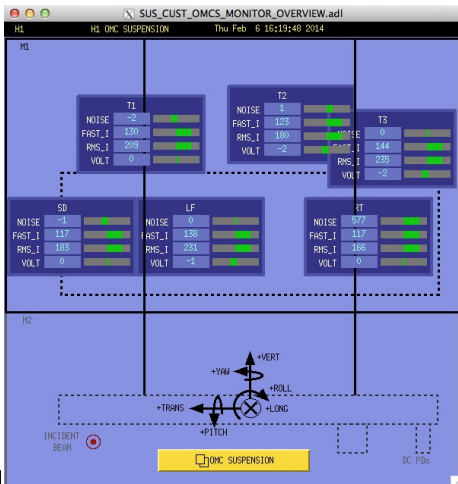 SUS_CUST_OMCS_MONITOR_OVERVIEW.adl
H1 H1 OMC SUSPENSION Thu Feb 6 16:19:48 2014
M1
T1
NOISE -2
FAST_I 130
RMS_I 209
VOLT 0
T2
NOISE 1
FAST_I 123
RMS_I 180
VOLT -2
T3
0
144
RMS_I 235
VOLT -2
SD
NOISE -1
FAST_I 117
RMS_I 183
VOLT 0
LF
NOISE 0
FAST_I 138
RMS_I 231
VOLT -1
RT
NOISE 577
FAST_I 117
RMS_I 166
VOLT 0
M2
+VERT
+YAW
+ROLL
+TRANS
+LONG
+PITCH
INCIDENT
BEAM
OMC SUSPENSION
DC PDs